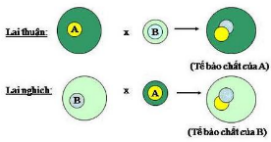 Lai thuận:
A
x
B
(Tế bào chất của A)
Lai nghịch:
B
x
A
(Tế bào chất của B)